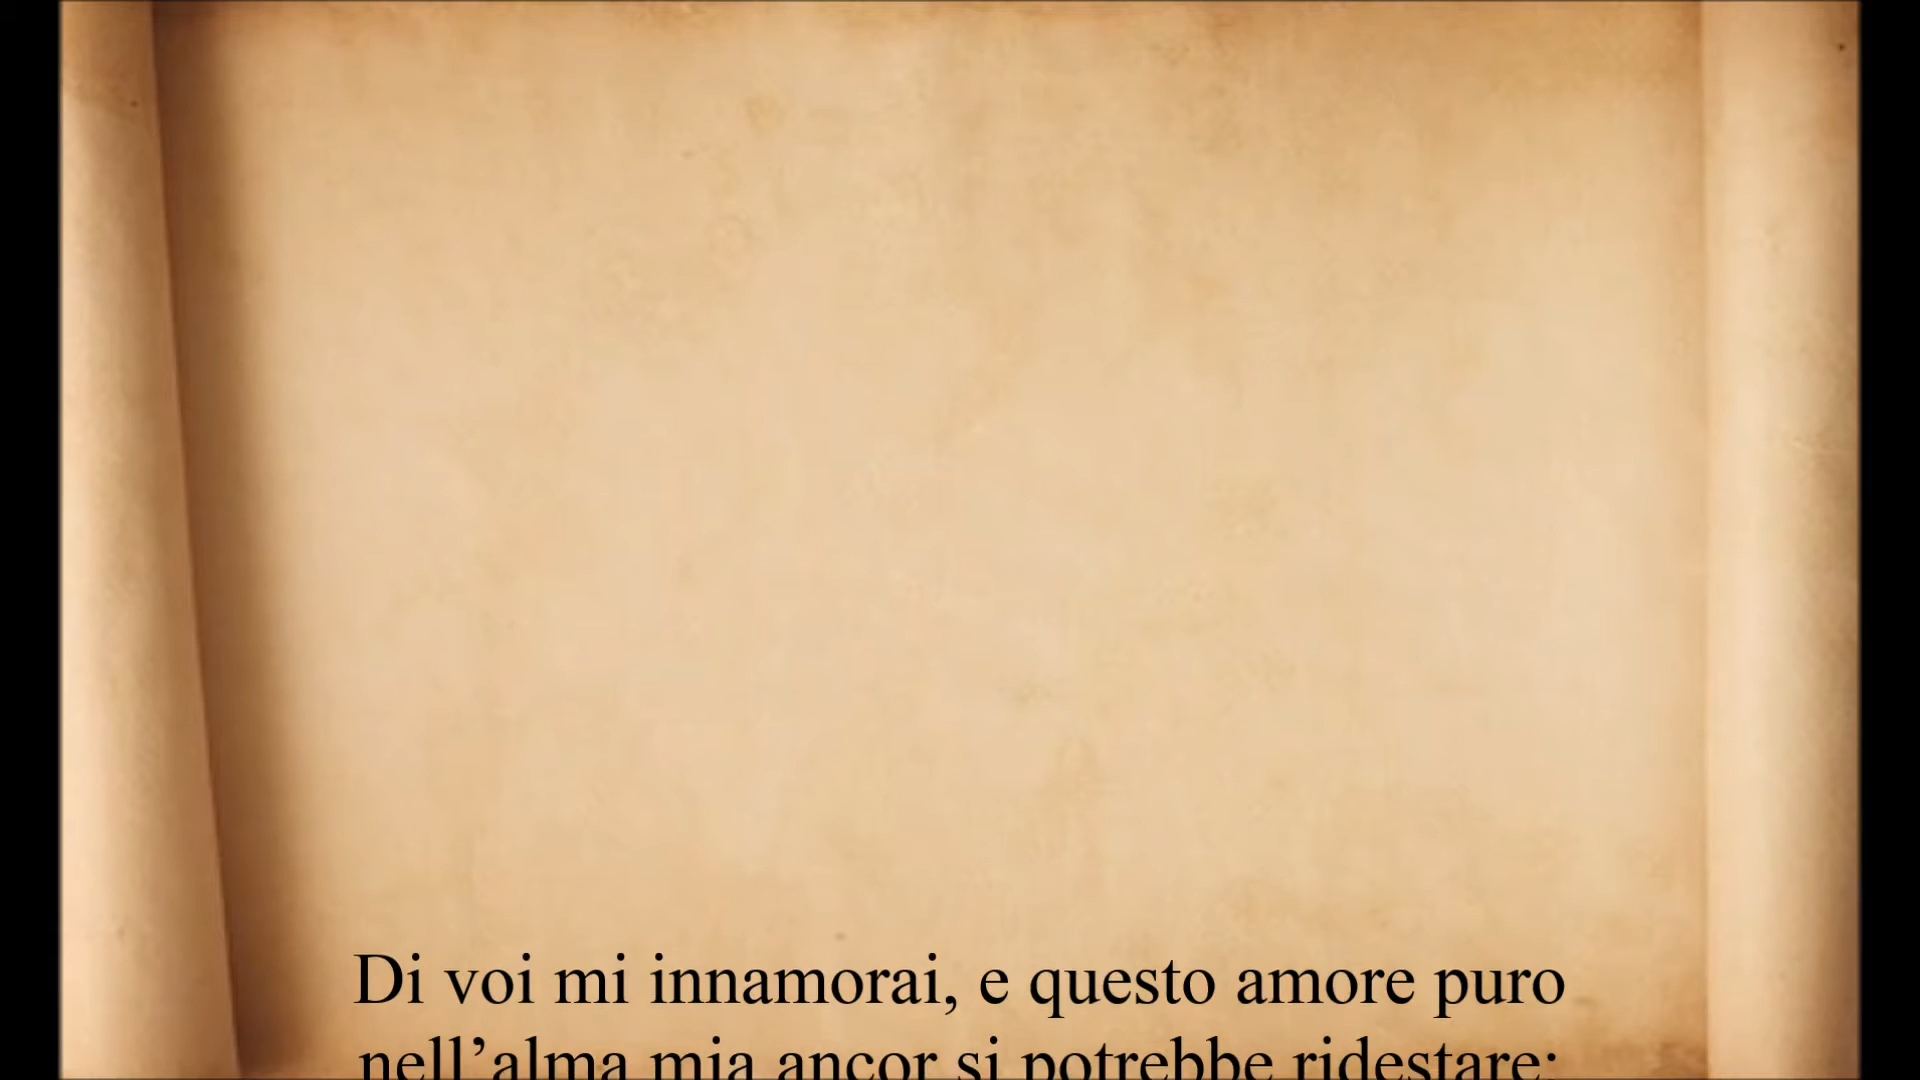 Di voi mi innamorai, e questo amore puro
nell’alma mia ancor si potrebbe ridestare;